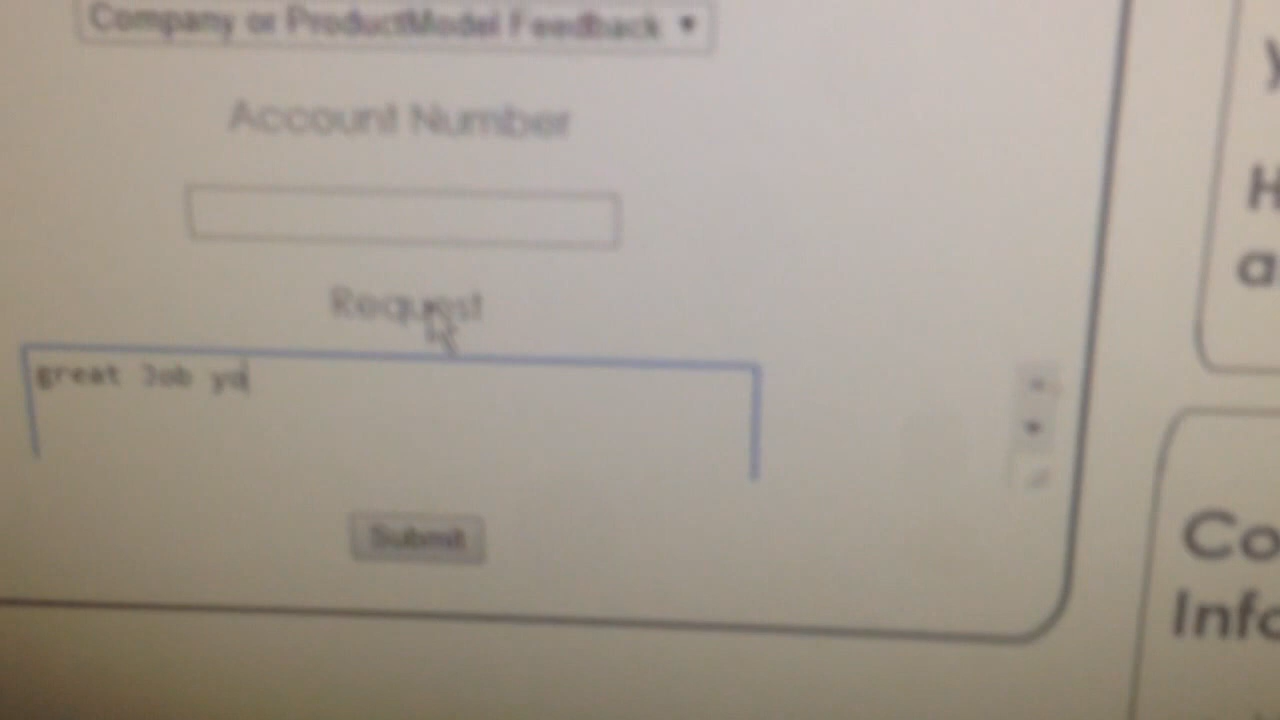 Company or ProductModel Feedback
Account Number
Request
great Job yo
Submit
H
a
Co
Info